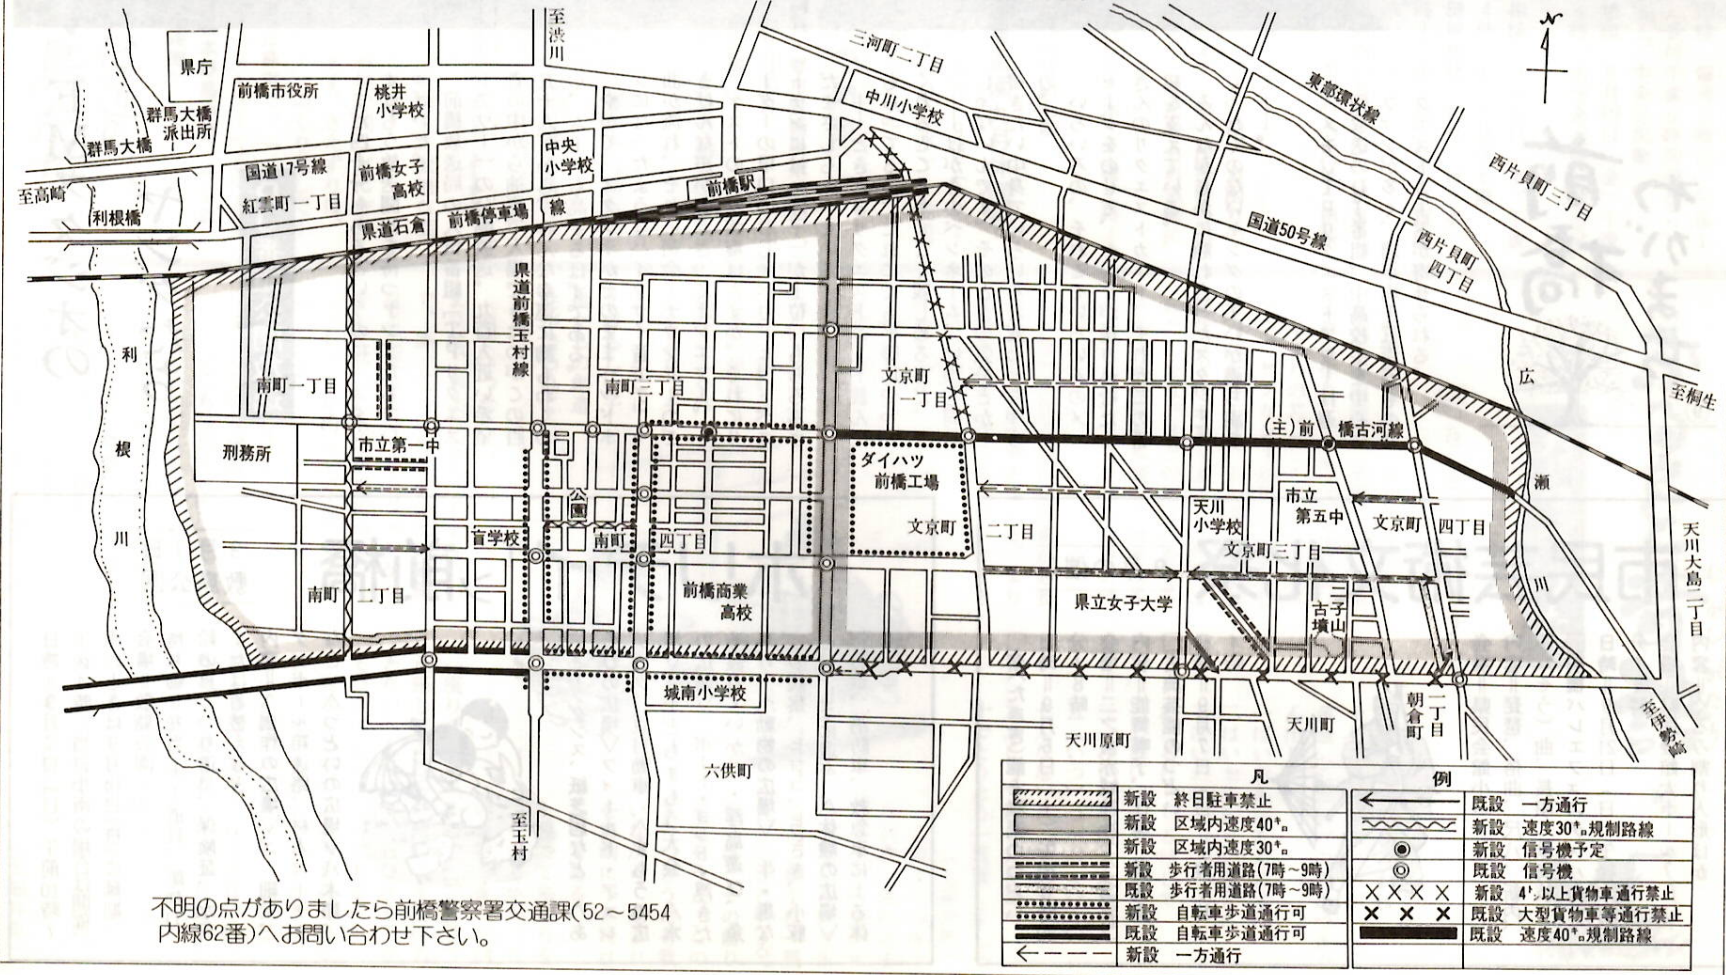 至渋川
N
県庁
前橋市役所
桃井
小学校
三河町二丁目
中川小学校
東部環状線
群馬大橋
派出所
群馬大橋
中央
小学校
国道17号線
前橋女子
高校
前橋駅
西片貝町三丁目
至高崎
紅雲町一丁目
利根橋
県道石倉
前橋停車場
線
国道50号線
西片貝町
四丁目
県道前橋玉村線
利
根
川
南町一丁目
南町三丁目
文京町
一丁目
広
瀬
川
至桐生
(主)前
橋古河線
刑務所
市立第一中
ダイハツ
前橋工場
公園
文京町
二丁目
天川
小学校
市立
第五中
文京町
四丁目
盲学校
南町
四丁目
文京町三丁目
天川大島二丁目
南町
二丁目
前橋商業
高校
県立女子大学
古子
墳山
城南小学校
朝倉町
一丁目
至伊勢崎
天川町
天川原町
六供町
至玉村
凡例
新設 終日駐車禁止
新設 区域内速度40㌔
新設 区域内速度30㌔
新設 歩行者用道路(7時~9時)
既設 歩行者用道路(7時~9時)
新設 自転車歩道通行可
既設 自転車歩道通行可
新設 一方通行
既設 一方通行
新設 速度30㌔規制路線
新設 信号機予定
既設 信号機
新設 4㌧以上貨物車通行禁止
既設 大型貨物車等通行禁止
既設 速度40㌔規制路線
不明の点がありましたら前橋警察署交通課(52~5454
内線62番)へお問い合わせ下さい。